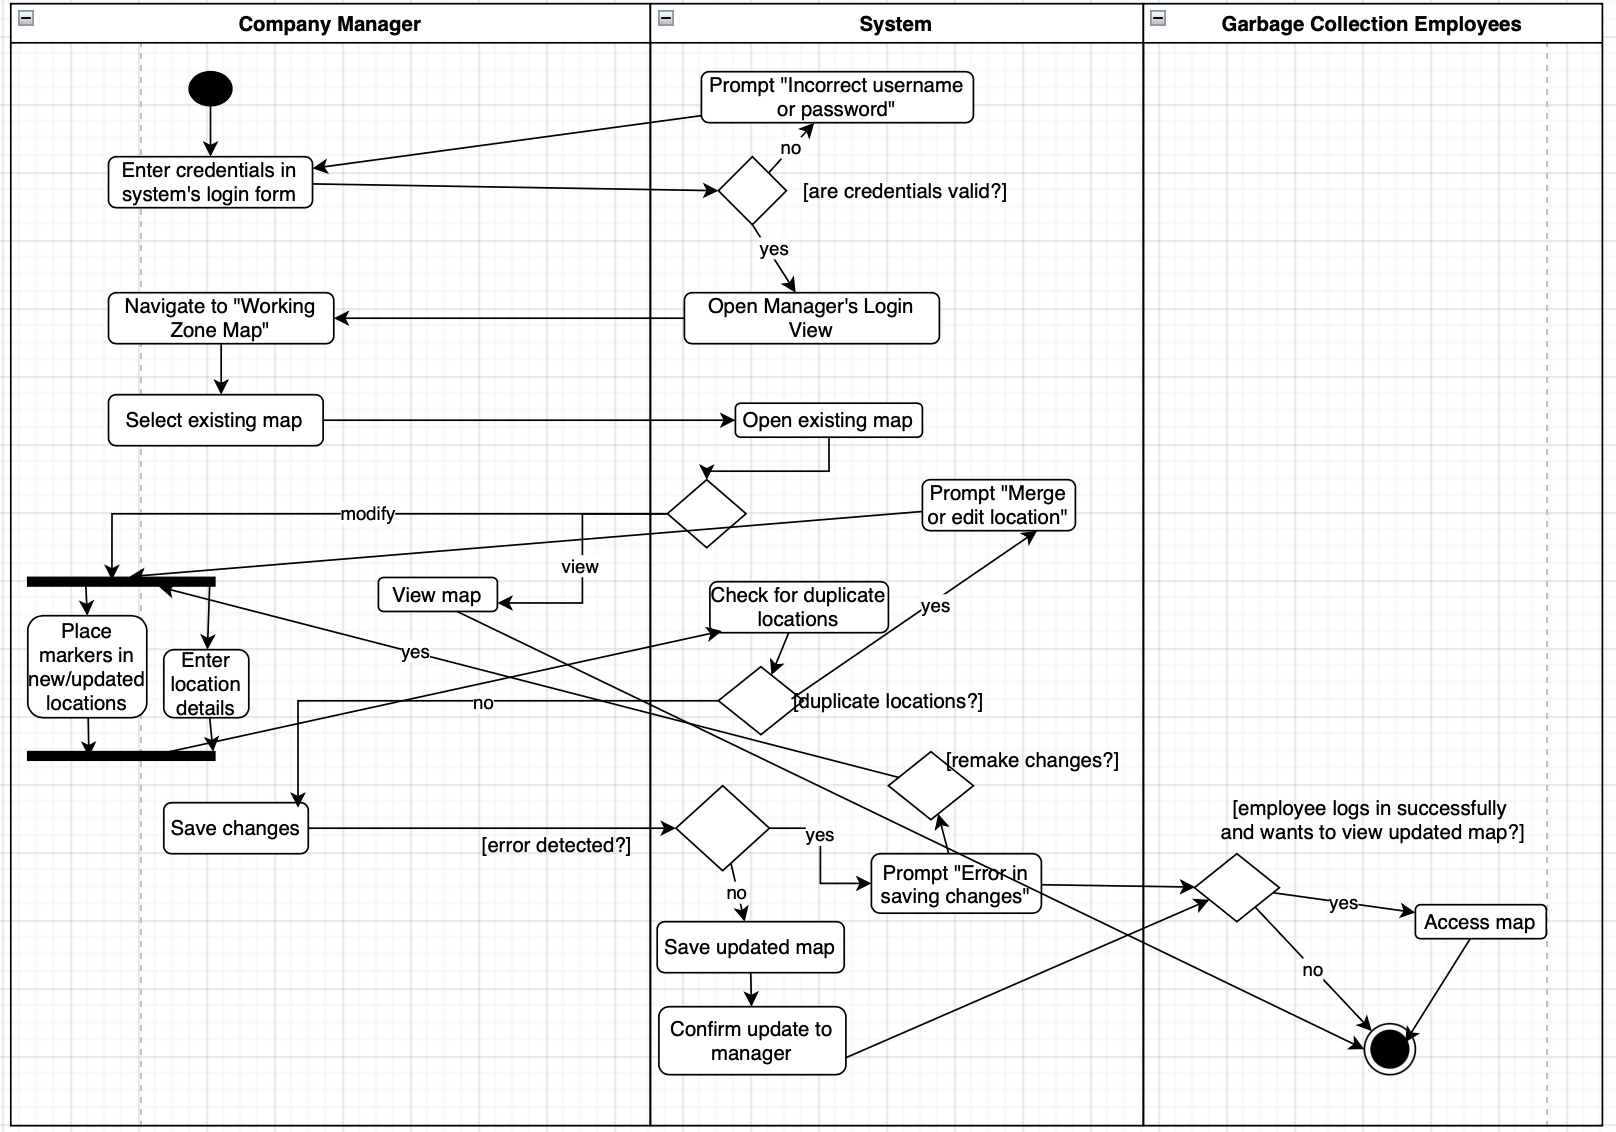 Company Manager
System
Garbage Collection Employees
Prompt "Incorrect username
or password"
no
Enter credentials in
system's login form
[are credentials valid?]
yes
Navigate to "Working
Zone Map"
Open Manager's Login
View
Select existing map
Open existing map
Prompt "Merge
or edit location"
modify
view
View map
Check for duplicate
locations
yes
Place
markers in
new/updated
locations
Enter
location
details
yes
no
[duplicate locations?]
[remake changes?]
Save changes
[error detected?]
yes
[employee logs in successfully
and wants to view updated map?]
Prompt "Error in
saving changes"
no
yes
Access map
Save updated map
no
Confirm update to
manager